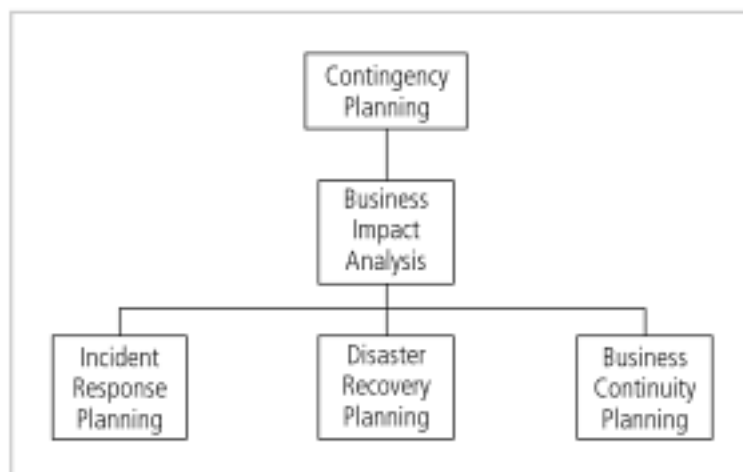 Contingency
Planning
Business
Impact
Analysis
Incident
Response
Planning
Disaster
Recovery
Planning
Business
Continuity
Planning